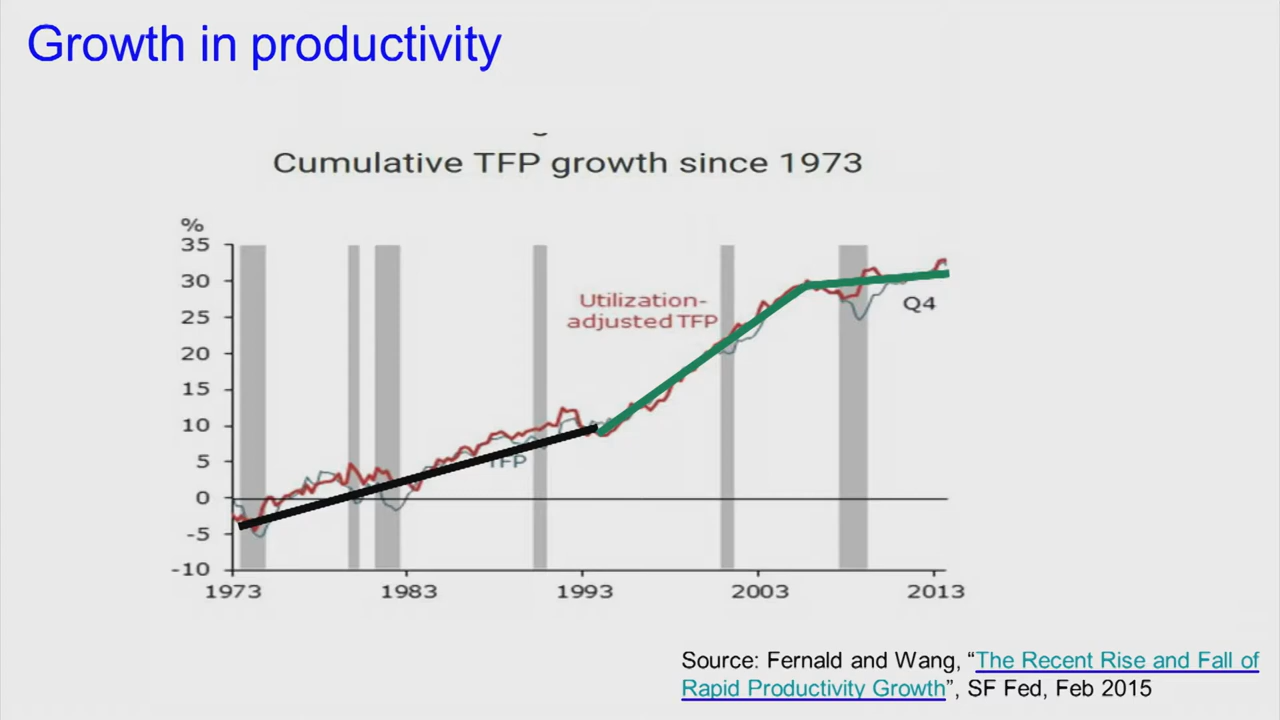 Growth in productivity
Cumulative TFP growth since 1973
%
35
30
25
20
15
10
5
0
-5
-10
Utilization-
adjusted TFP
Q4
TFP
1973 1983 1993 2003 2013
Source: Fernald and Wang, “The Recent Rise and Fall of
Rapid Productivity Growth”, SF Fed, Feb 2015